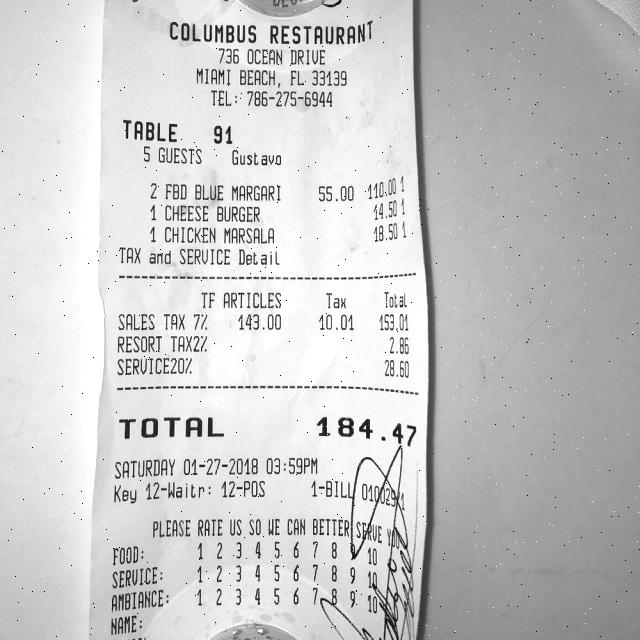 COLUMBUS RESTAURANT
736 OCEAN DRIVE
MIAMI BEACH, FL 33139
TEL: 786-275-6944
TABLE 91
5 GUESTS Gustavo
2 FBD BLUE MARGARI 55.00 110.00 1
1 CHEESE BURGER 14.50 1
1 CHICKEN MARSALA 18.50 1
TAX and SERVICE Detail
TF ARTICLES Tax Total
SALES TAX 7% 143.00 10.01 153.01
RESORT TAX2% 2.86
SERVICE20% 28.60
TOTAL 184.47
SATURDAY 01-27-2018 03:59PM
Key 12-Waitr: 12-POS 1-BILL
PLEASE RATE US SO WE CAN BETTER SERVE
FOOD: 1 2 3 4 5 6 7 8 9 10
SERVICE: 1 2 3 4 5 6 7 8 9 10
AMBIANCE: 1 2 3 4 5 6 7 8 9 10
NAME: